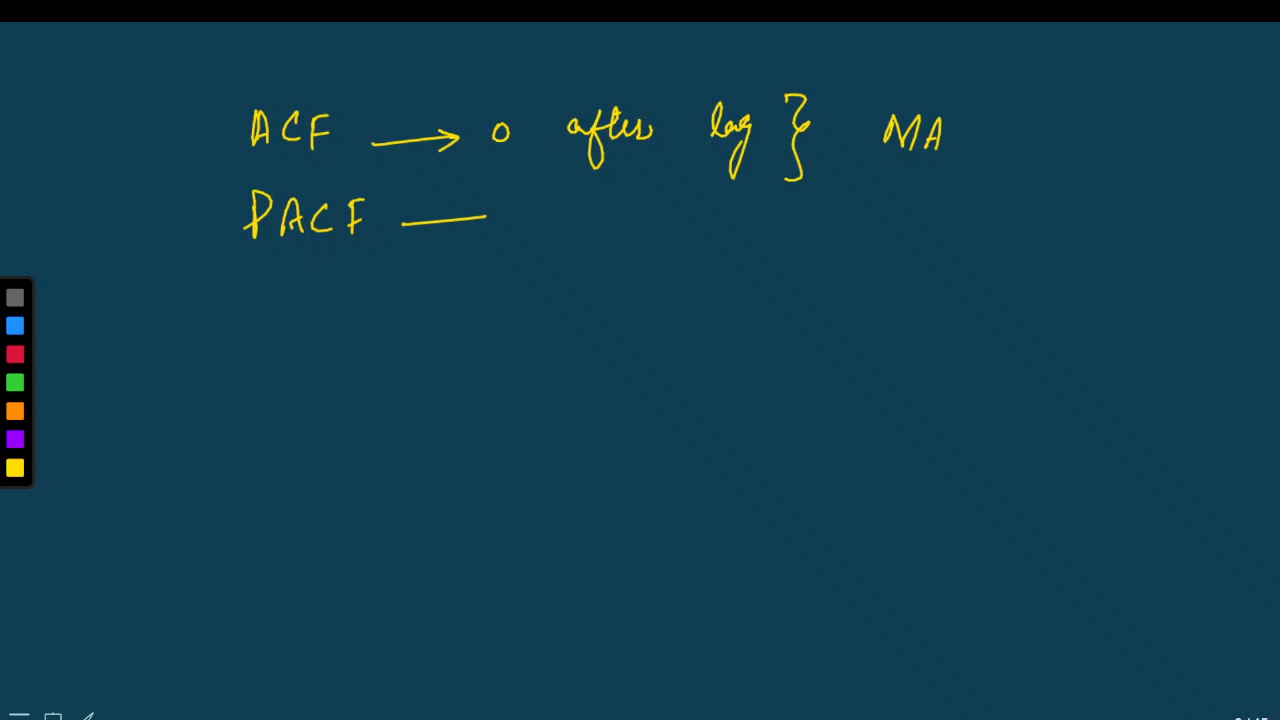 ACF → 0 after lag } MA
PACF —